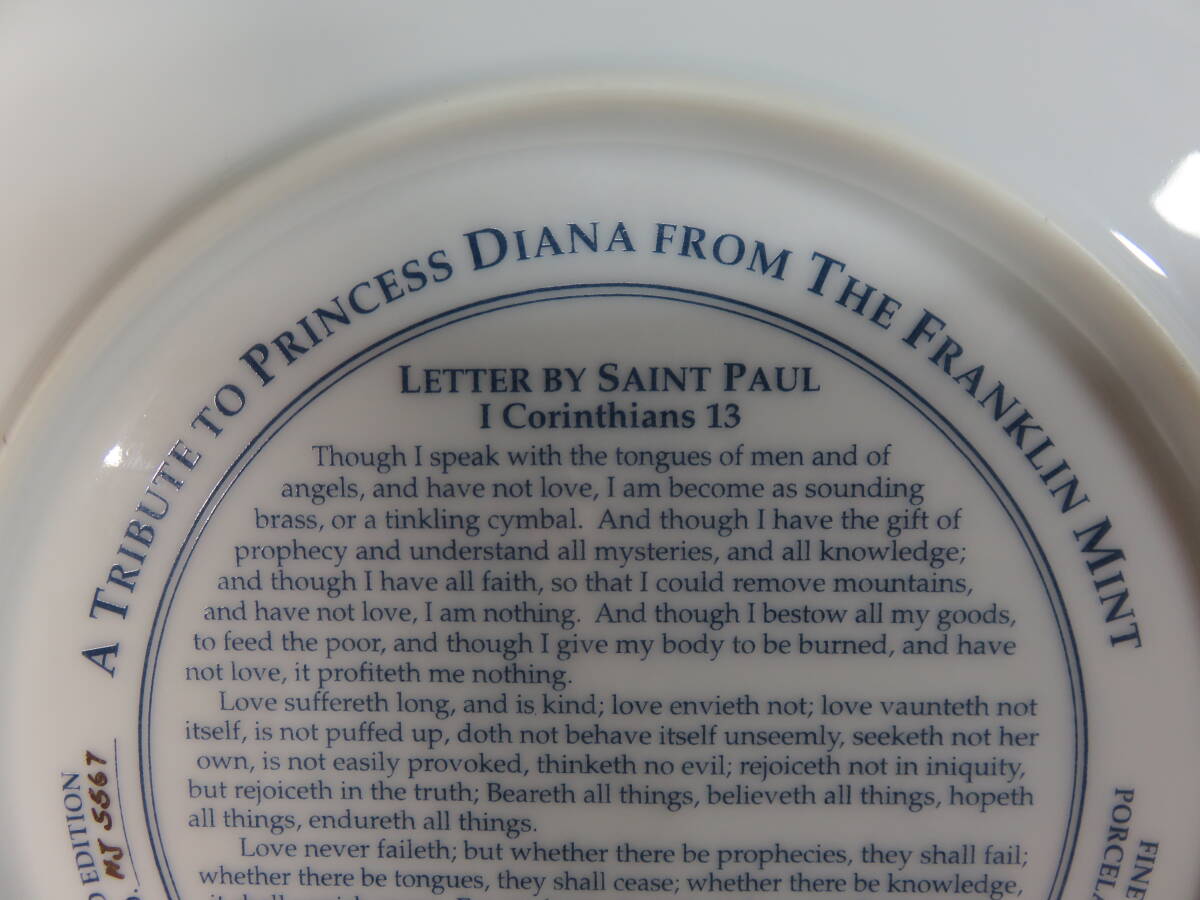 A TRIBUTE TO PRINCESS DIANA FROM THE FRANKLIN MINT
LETTER BY SAINT PAUL
I Corinthians 13
Though I speak with the tongues of men and of
angels, and have not love, I am become as sounding
brass, or a tinkling cymbal. And though I have the gift of
prophecy and understand all mysteries, and all knowledge;
and though I have all faith, so that I could remove mountains,
and have not love, I am nothing. And though I bestow all my goods,
to feed the poor, and though I give my body to be burned, and have
not love, it profiteth me nothing.
Love suffereth long, and is kind; love envieth not; love vaunteth not
itself, is not puffed up, doth not behave itself unseemly, seeketh not her
own, is not easily provoked, thinketh no evil; rejoiceth not in iniquity,
but rejoiceth in the truth; Beareth all things, believeth all things, hopeth
all things, endureth all things.
Love never faileth; but whether there be prophecies, they shall fail;
whether there be tongues, they shall cease; whether there be knowledge,
EDITION
HJ 5567
FINE
PORCELA